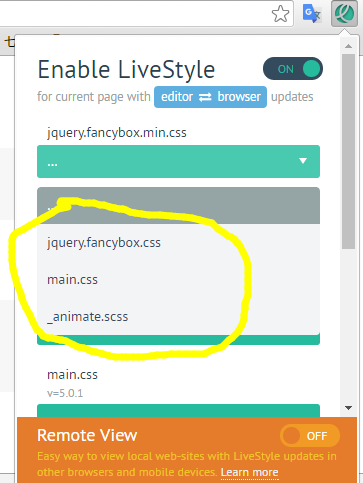 七
Enable LiveStyle
ON
for current page with editor ⇄ browser updates
jquery.fancybox.min.css
...
...
jquery.fancybox.css
main.css
_animate.scss
main.css
v=5.0.1
Remote View
OFF
Easy way to view local web-sites with LiveStyle updates in
other browsers and mobile devices. Learn more